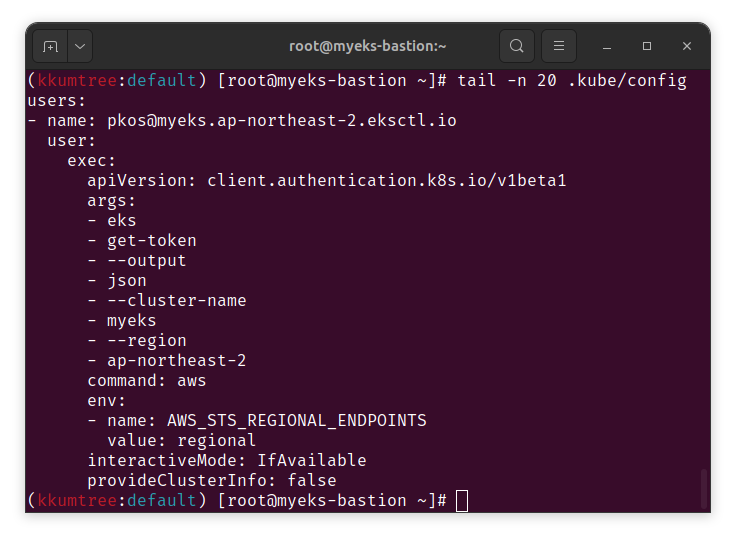 root@myeks-bastion:~
(kkumtree:default) [root@myeks-bastion ~]# tail -n 20 .kube/config
users:
- name: pkos@myeks.ap-northeast-2.eksctl.io
  user:
    exec:
      apiVersion: client.authentication.k8s.io/v1beta1
      args:
      - eks
      - get-token
      - --output
      - json
      - --cluster-name
      - myeks
      - --region
      - ap-northeast-2
      command: aws
      env:
      - name: AWS_STS_REGIONAL_ENDPOINTS
        value: regional
      interactiveMode: IfAvailable
      provideClusterInfo: false
(kkumtree:default) [root@myeks-bastion ~]#